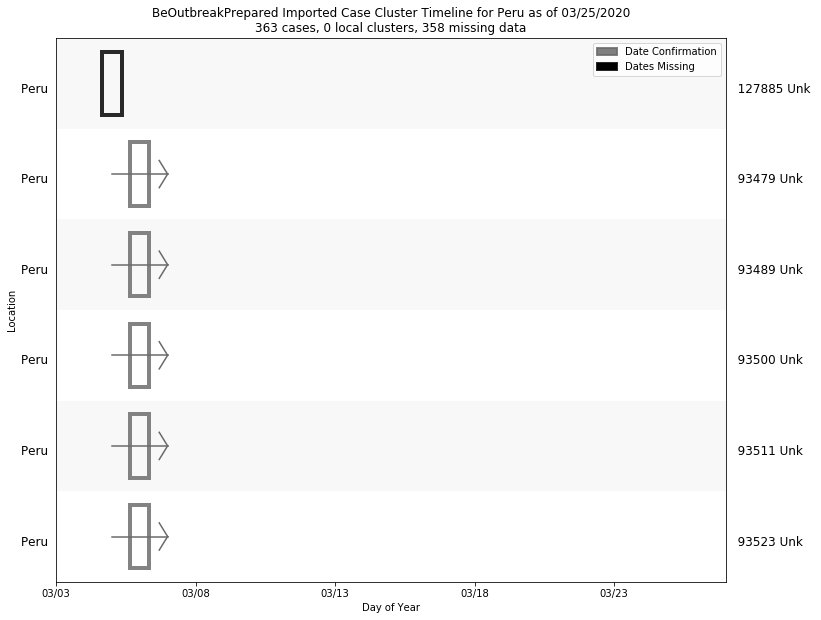 BeOutbreakPrepared Imported Case Cluster Timeline for Peru as of 03/25/2020
363 cases, 0 local clusters, 358 missing data
Date Confirmation
Dates Missing
Peru
127885 Unk
Peru
93479 Unk
Peru
93489 Unk
Location
Peru
93500 Unk
Peru
93511 Unk
Peru
93523 Unk
03/03 03/08 03/13 03/18 03/23
Day of Year